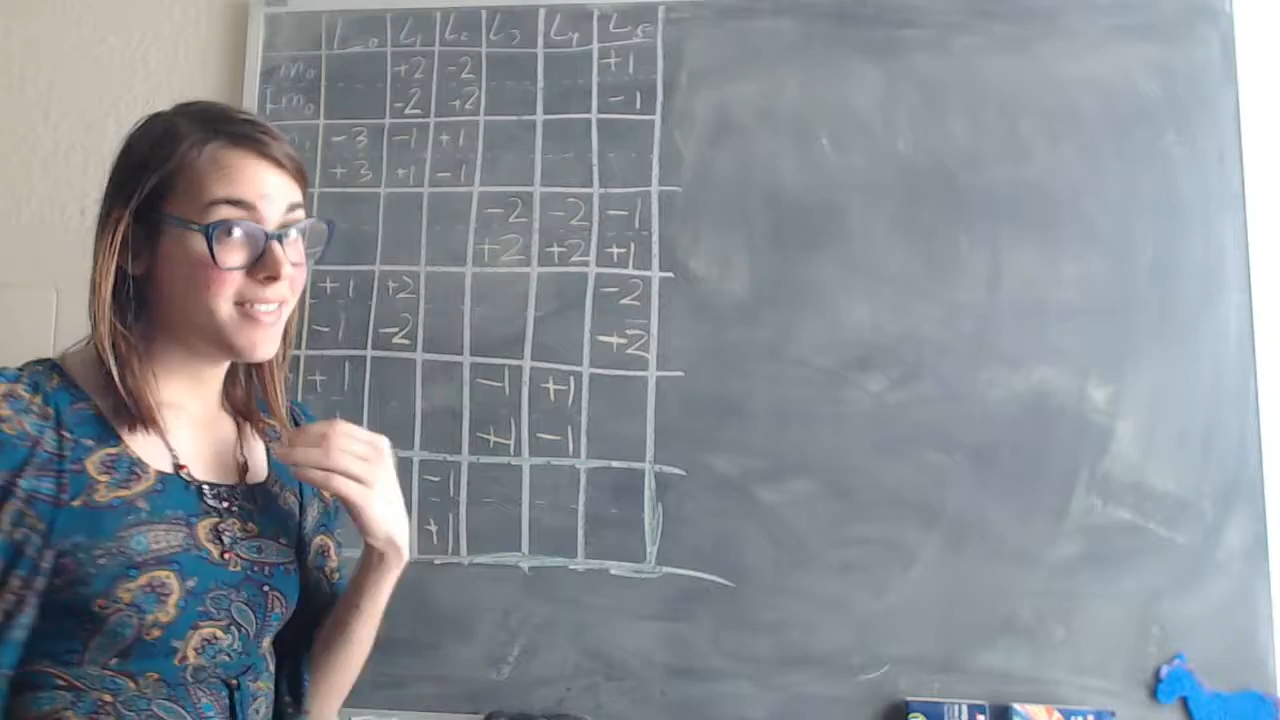 L₀ L₁ L₂ L₃ L₄ L₅
m₀ +2 -2 +1
Fm₀ -2 +2 -1
-3 -1 +1
+3 +1 -1
-2 -2 -1
+2 +2 +1
+1 +2 -2
-1 -2 +2
+1 -1 +1
+1 -1
-1
+1